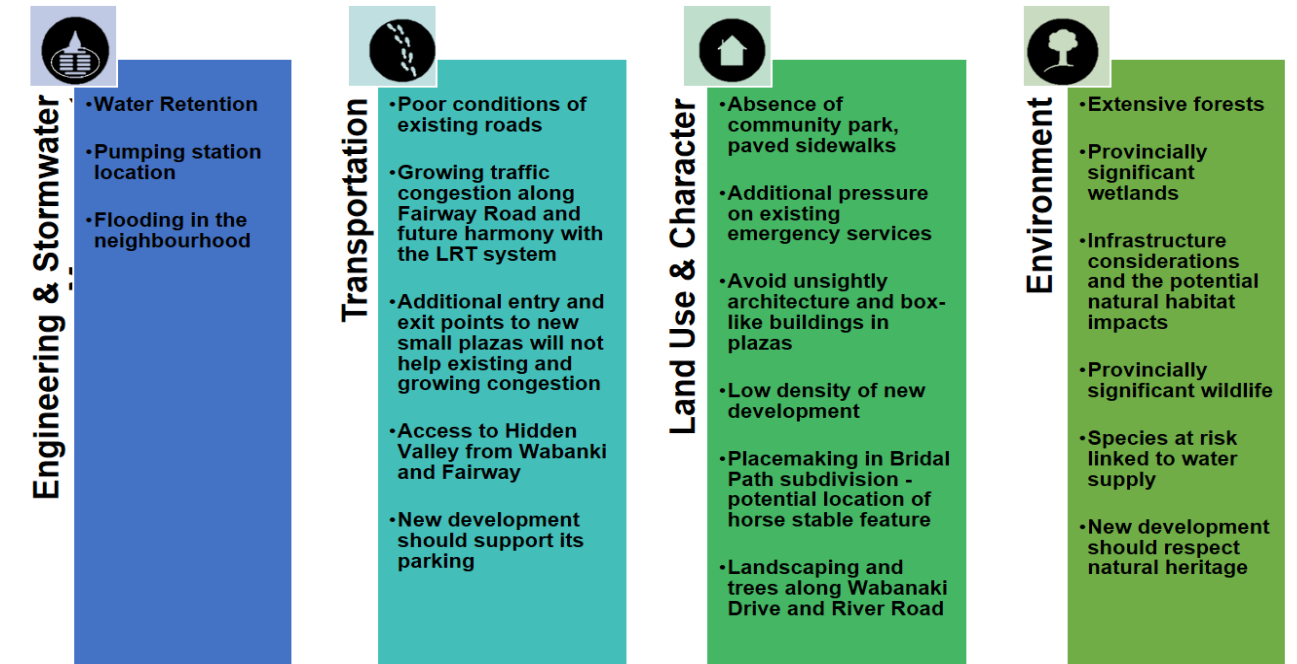 Engineering & Stormwater
•Water Retention
•Pumping station
location
•Flooding in the
neighbourhood
Transportation
•Poor conditions of
existing roads
•Growing traffic
congestion along
Fairway Road and
future harmony with
the LRT system
•Additional entry and
exit points to new
small plazas will not
help existing and
growing congestion
•Access to Hidden
Valley from Wabanki
and Fairway
•New development
should support its
parking
Land Use & Character
•Absence of
community park,
paved sidewalks
•Additional pressure
on existing
emergency services
•Avoid unsightly
architecture and box-
like buildings in
plazas
•Low density of new
development
•Placemaking in Bridal
Path subdivision -
potential location of
horse stable feature
•Landscaping and
trees along Wabanaki
Drive and River Road
Environment
•Extensive forests
•Provincially
significant
wetlands
•Infrastructure
considerations
and the potential
natural habitat
impacts
•Provincially
significant wildlife
•Species at risk
linked to water
supply
•New development
should respect
natural heritage